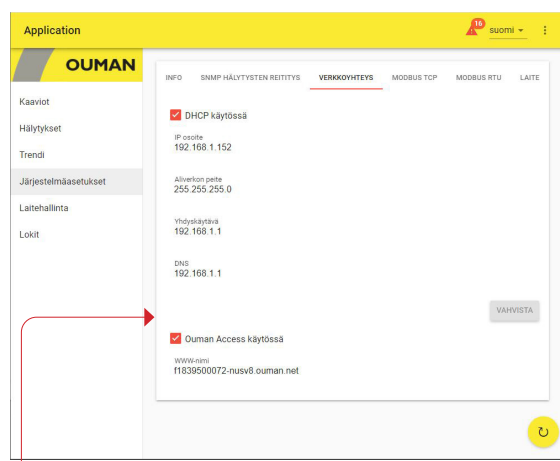 Application
16
suomi
OUMAN
Kaaviot
Hälytykset
Trendi
Järjestelmäasetukset
Laitehallinta
Lokit
INFO SNMP HÄLYTYSTEN REITITYS VERKKOYHTEYS MODBUS TCP MODBUS RTU LAITE
DHCP käytössä
IP osoite
192.168.1.152
Aliverkon peite
255.255.255.0
Yhdyskäytävä
192.168.1.1
DNS
192.168.1.1
VAHVISTA
Ouman Access käytössä
WWW-nimi
f1839500072-nusv8.ouman.net